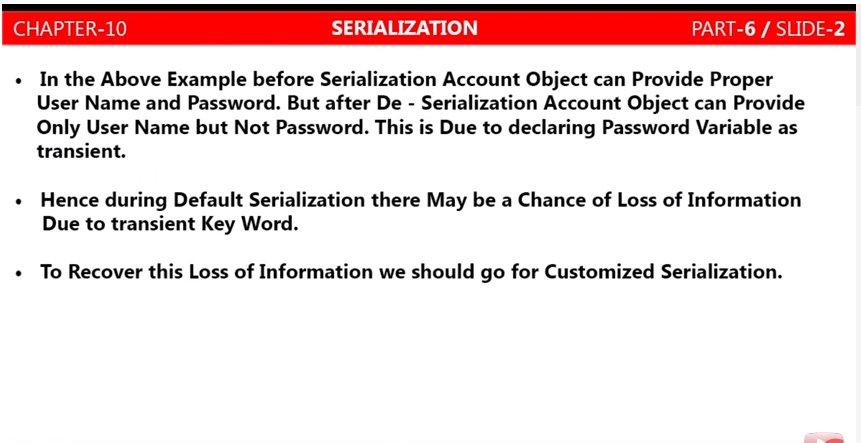 CHAPTER-10 SERIALIZATION PART-6 / SLIDE-2
• In the Above Example before Serialization Account Object can Provide Proper
User Name and Password. But after De - Serialization Account Object can Provide
Only User Name but Not Password. This is Due to declaring Password Variable as
transient.
• Hence during Default Serialization there May be a Chance of Loss of Information
Due to transient Key Word.
• To Recover this Loss of Information we should go for Customized Serialization.